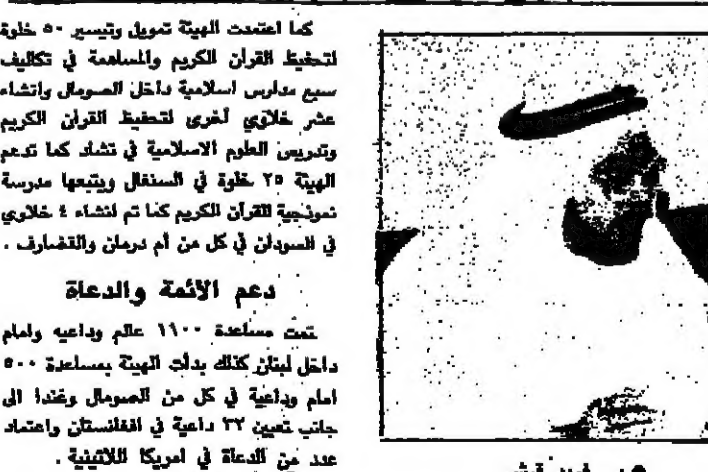 كما اعتمدت الهيئة تمويل وتيسير ٥٠ خلوة
لتحفيظ القرآن الكريم والمساهمة في تكاليف
سبع مدارس اسلامية داخل الصومال وانشاء
عشر خلاوي أخرى لتحفيظ القرآن الكريم
وتدريس العلوم الاسلامية في تشاد كما تدعم
الهيئة ٢٥ خلوة في السنغال ويتبعها مدرسة
نموذجية للقرآن الكريم كما تم انشاء ٤ خلاوي
في السودان في كل من أم درمان والقضارف .
دعم الأئمة والدعاة
تمت مساعدة ١١٠٠ عالم وداعيه وامام
داخل لبنان كذلك بدأت الهيئة بمساعدة ٥٠٠
امام وداعية في كل من الصومال وغندا الى
جانب تعيين ٣٢ داعية في افغانستان واعتماد
عدد من الدعاة في امريكا اللاتينية .